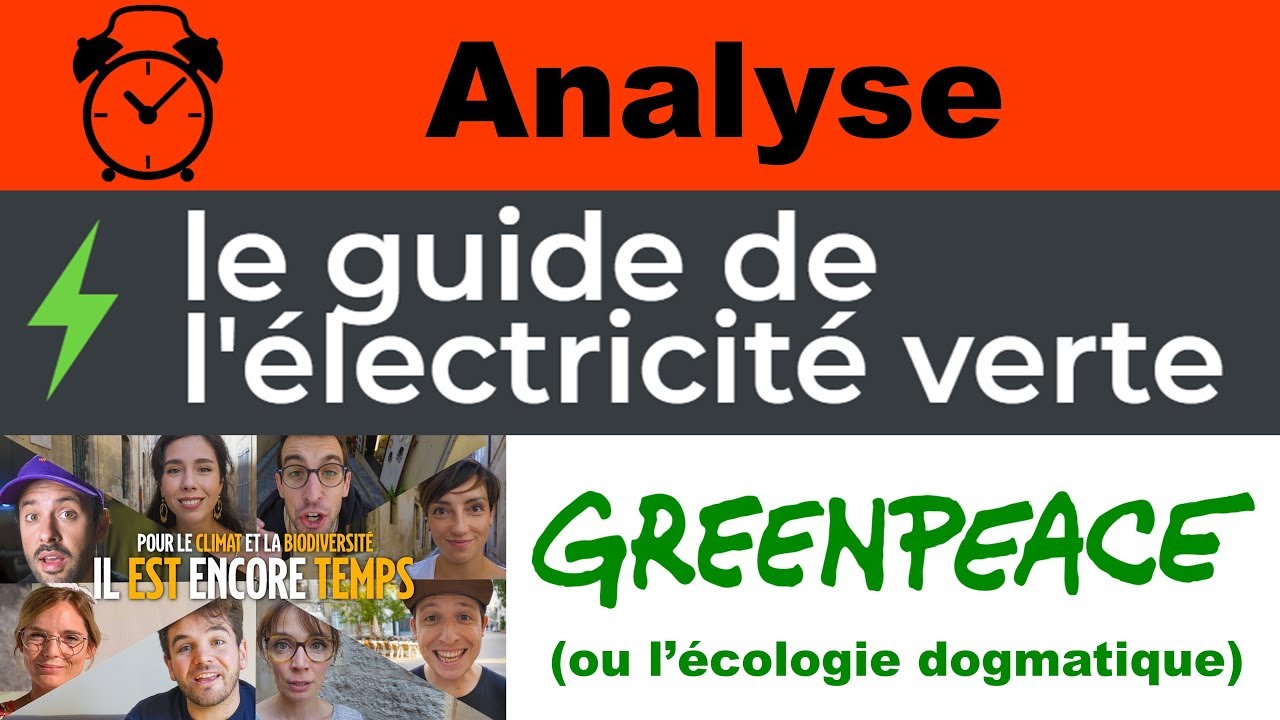 Analyse
le guide de
l'électricité verte
POUR LE CLIMAT ET LA BIODIVERSITÉ
IL EST ENCORE TEMPS
GREENPEACE
(ou l’écologie dogmatique)